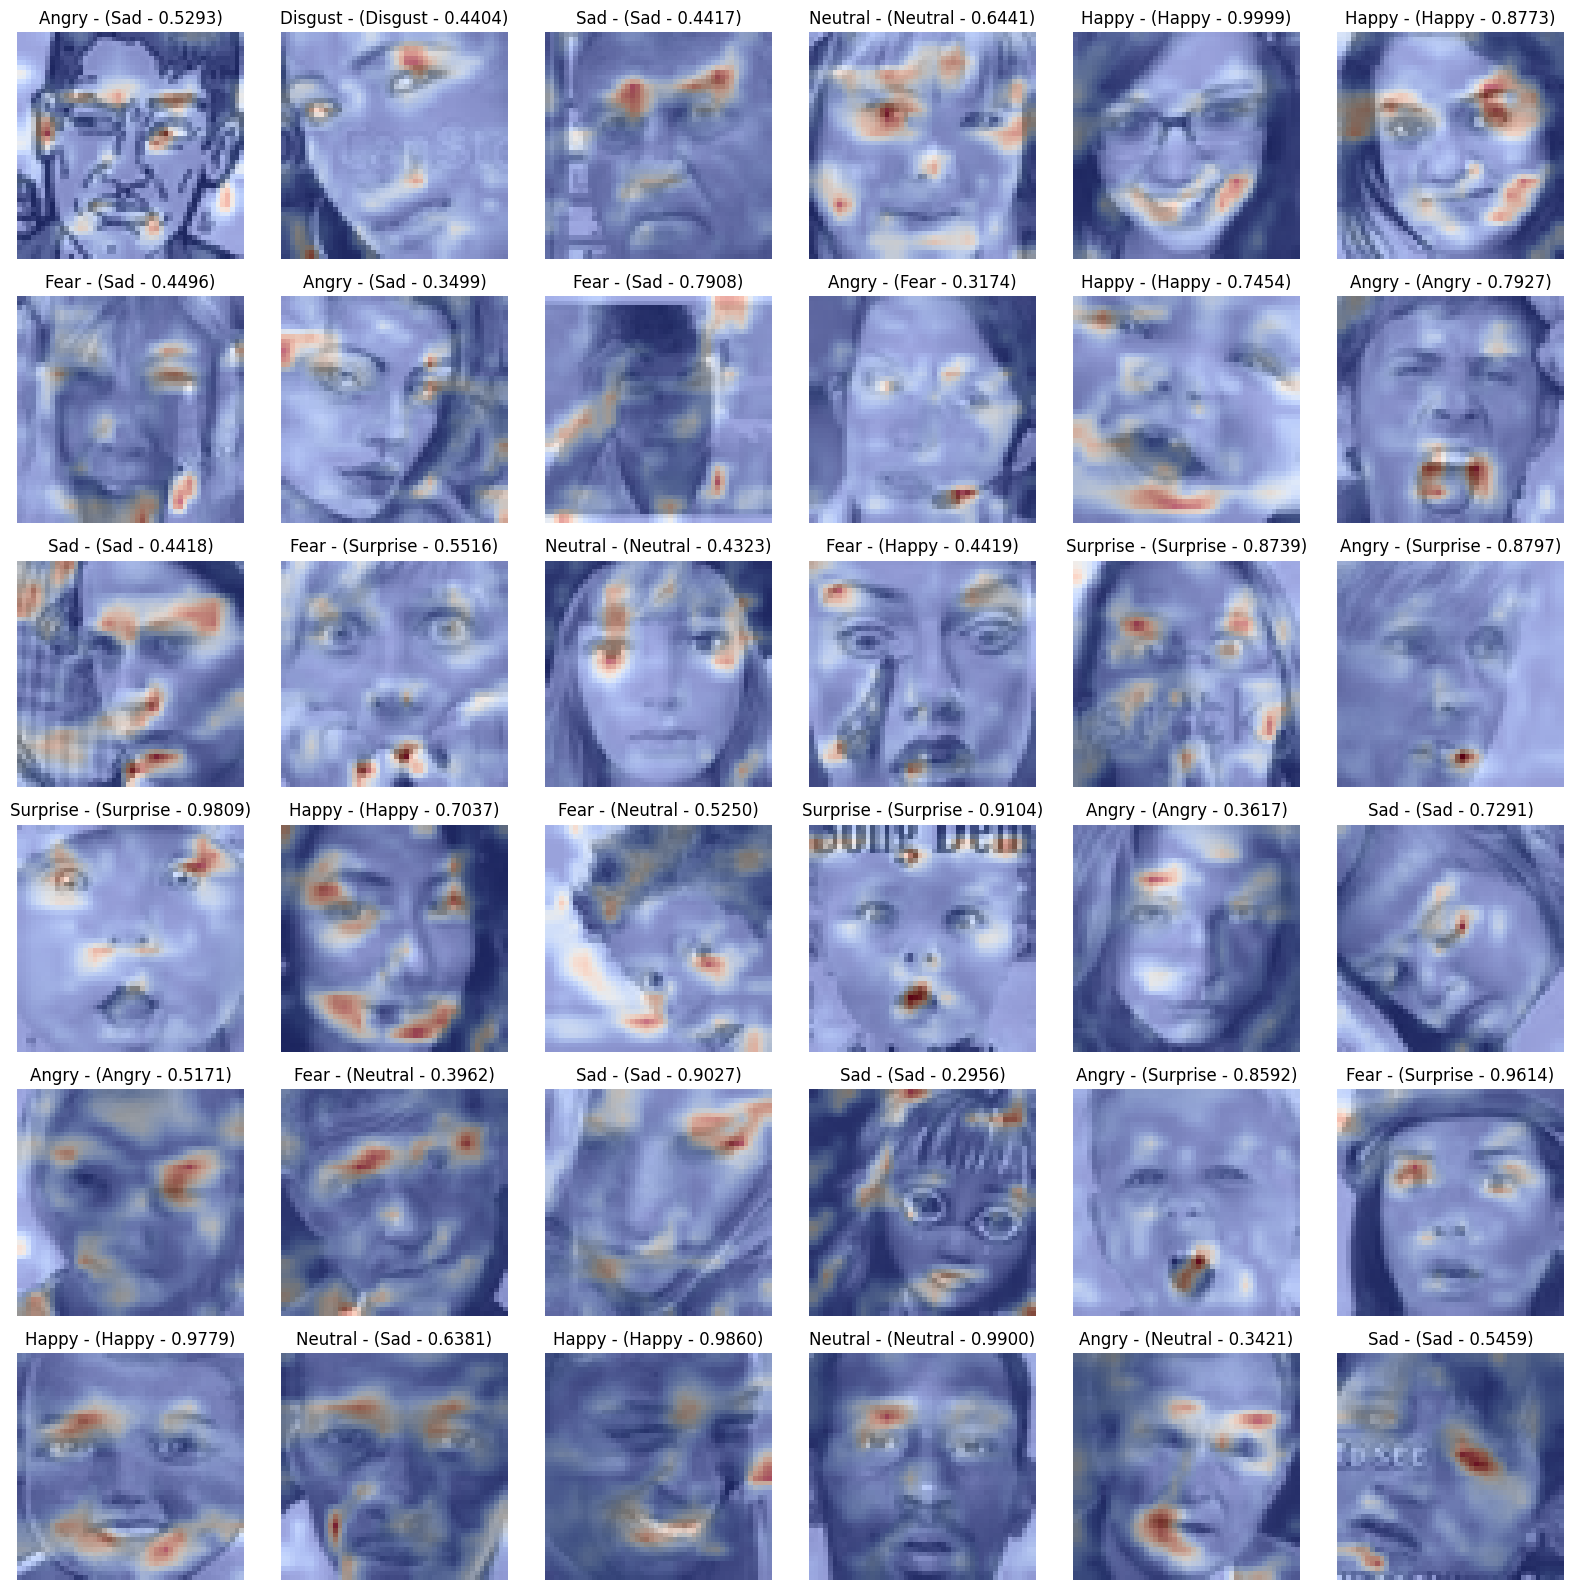 Angry - (Sad - 0.5293)
Disgust - (Disgust - 0.4404)
Sad - (Sad - 0.4417)
Neutral - (Neutral - 0.6441)
Happy - (Happy - 0.9999)
Happy - (Happy - 0.8773)
Fear - (Sad - 0.4496)
Angry - (Sad - 0.3499)
Fear - (Sad - 0.7908)
Angry - (Fear - 0.3174)
Happy - (Happy - 0.7454)
Angry - (Angry - 0.7927)
Sad - (Sad - 0.4418)
Fear - (Surprise - 0.5516)
Neutral - (Neutral - 0.4323)
Fear - (Happy - 0.4419)
Surprise - (Surprise - 0.8739)
Angry - (Surprise - 0.8797)
Surprise - (Surprise - 0.9809)
Happy - (Happy - 0.7037)
Fear - (Neutral - 0.5250)
Surprise - (Surprise - 0.9104)
Angry - (Angry - 0.3617)
Sad - (Sad - 0.7291)
Angry - (Angry - 0.5171)
Fear - (Neutral - 0.3962)
Sad - (Sad - 0.9027)
Sad - (Sad - 0.2956)
Angry - (Surprise - 0.8592)
Fear - (Surprise - 0.9614)
Happy - (Happy - 0.9779)
Neutral - (Sad - 0.6381)
Happy - (Happy - 0.9860)
Neutral - (Neutral - 0.9900)
Angry - (Neutral - 0.3421)
Sad - (Sad - 0.5459)